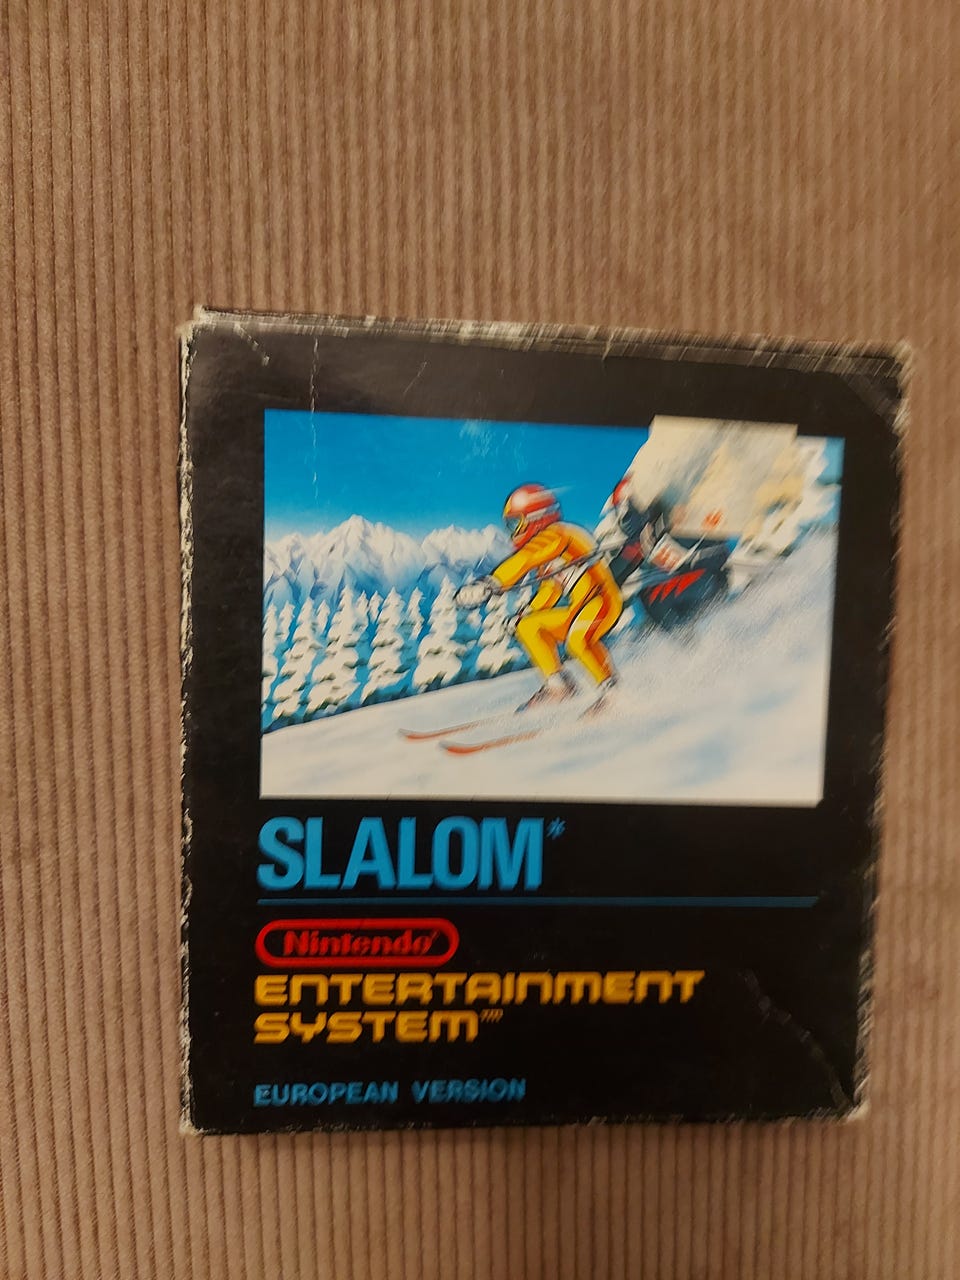 SLALOM*
Nintendo
ENTERTAINMENT
SYSTEM™
EUROPEAN VERSION